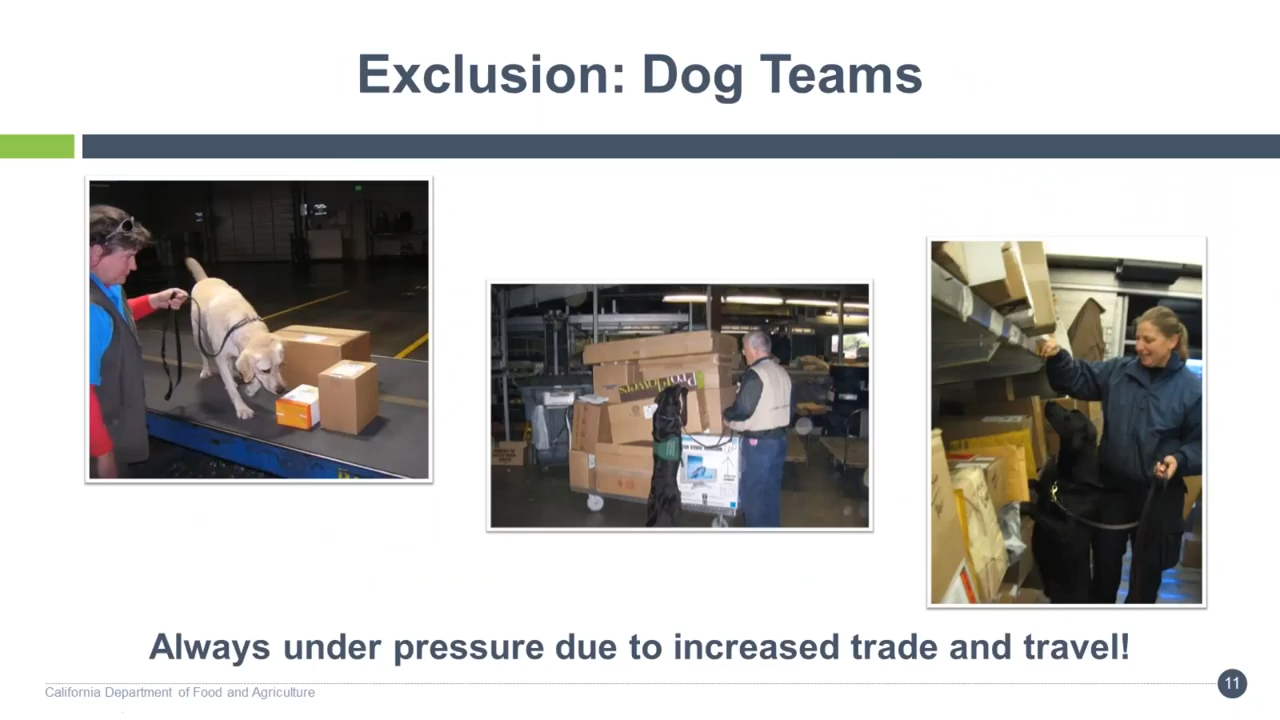 Exclusion: Dog Teams
ProFlowers
Always under pressure due to increased trade and travel!
California Department of Food and Agriculture
11